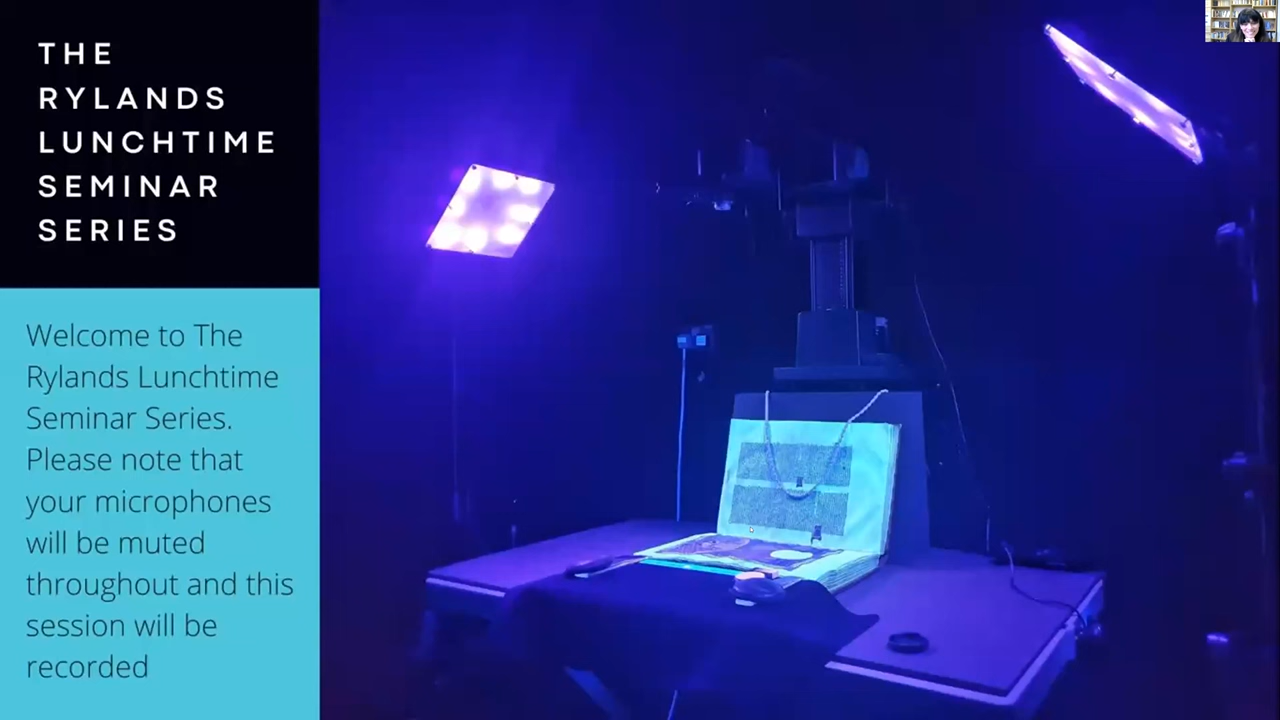 THE
RYLANDS
LUNCHTIME
SEMINAR
SERIES
Welcome to The
Rylands Lunchtime
Seminar Series.
Please note that
your microphones
will be muted
throughout and this
session will be
recorded